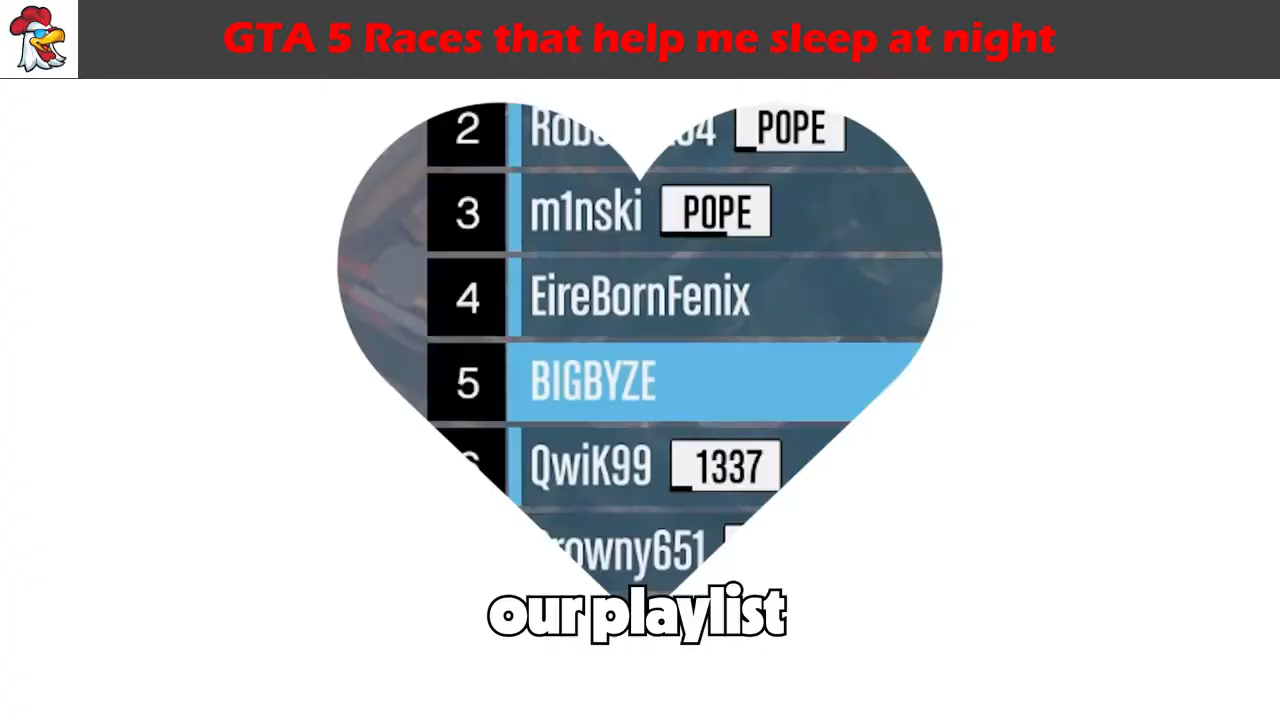 GTA 5 Races that help me sleep at night
2 POPE
3 m1nski POPE
4 EireBornFenix
5 BIGBYZE
QwiK99 1337
our playlist